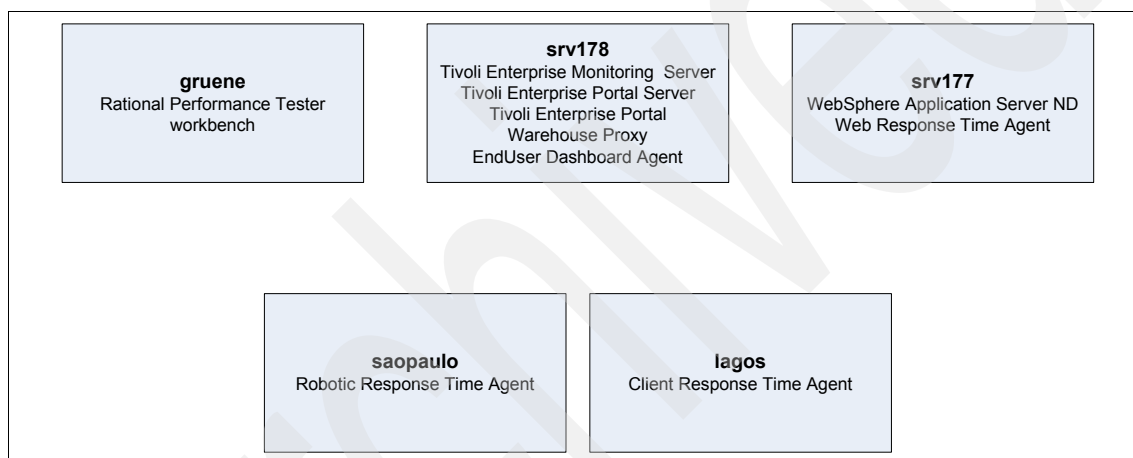 gruene
Rational Performance Tester
workbench
srv178
Tivoli Enterprise Monitoring Server
Tivoli Enterprise Portal Server
Tivoli Enterprise Portal
Warehouse Proxy
EndUser Dashboard Agent
srv177
WebSphere Application Server ND
Web Response Time Agent
saopaulo
Robotic Response Time Agent
lagos
Client Response Time Agent